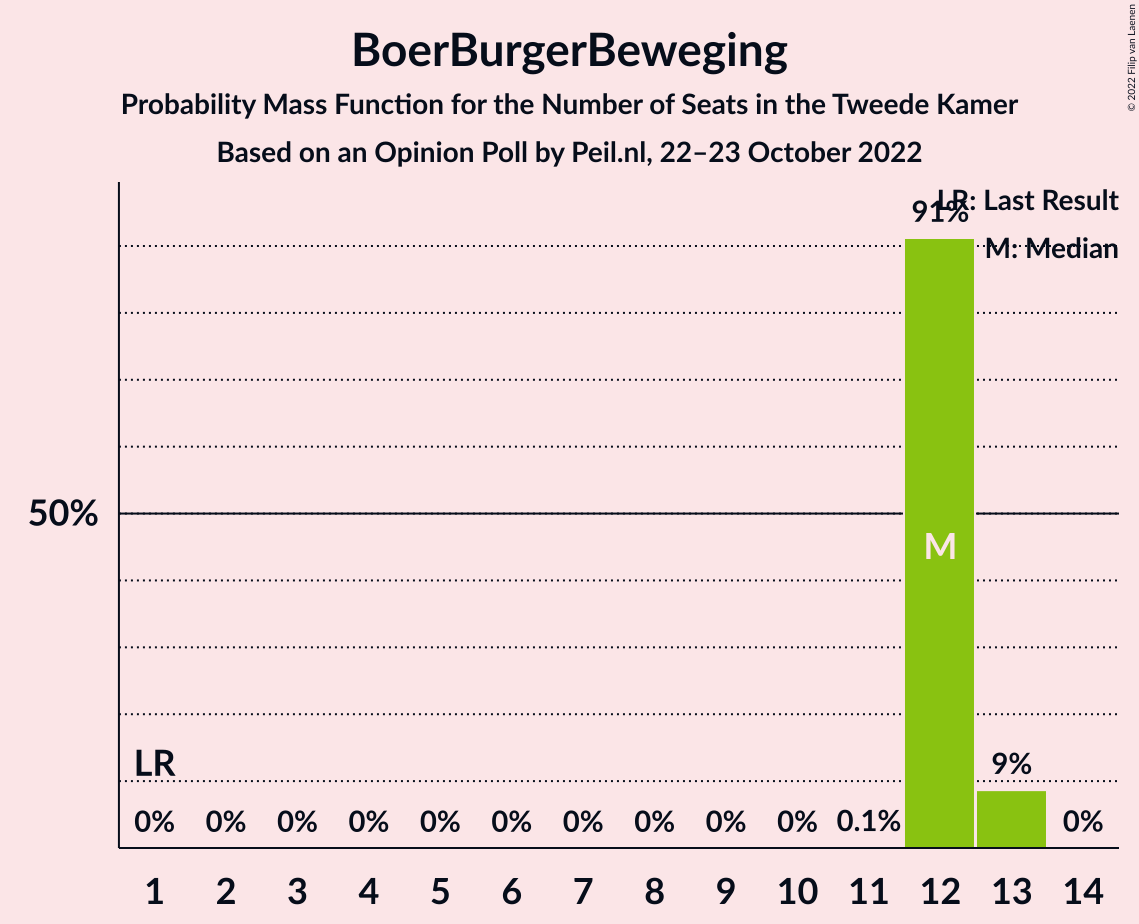 BoerBurgerBeweging
Probability Mass Function for the Number of Seats in the Tweede Kamer
Based on an Opinion Poll by Peil.nl, 22–23 October 2022
© 2022 Filip van Laenen
LR: Last Result
M: Median
91%
50%
M
LR
9%
0% 0% 0% 0% 0% 0% 0% 0% 0% 0% 0.1% 0%
1 2 3 4 5 6 7 8 9 10 11 12 13 14